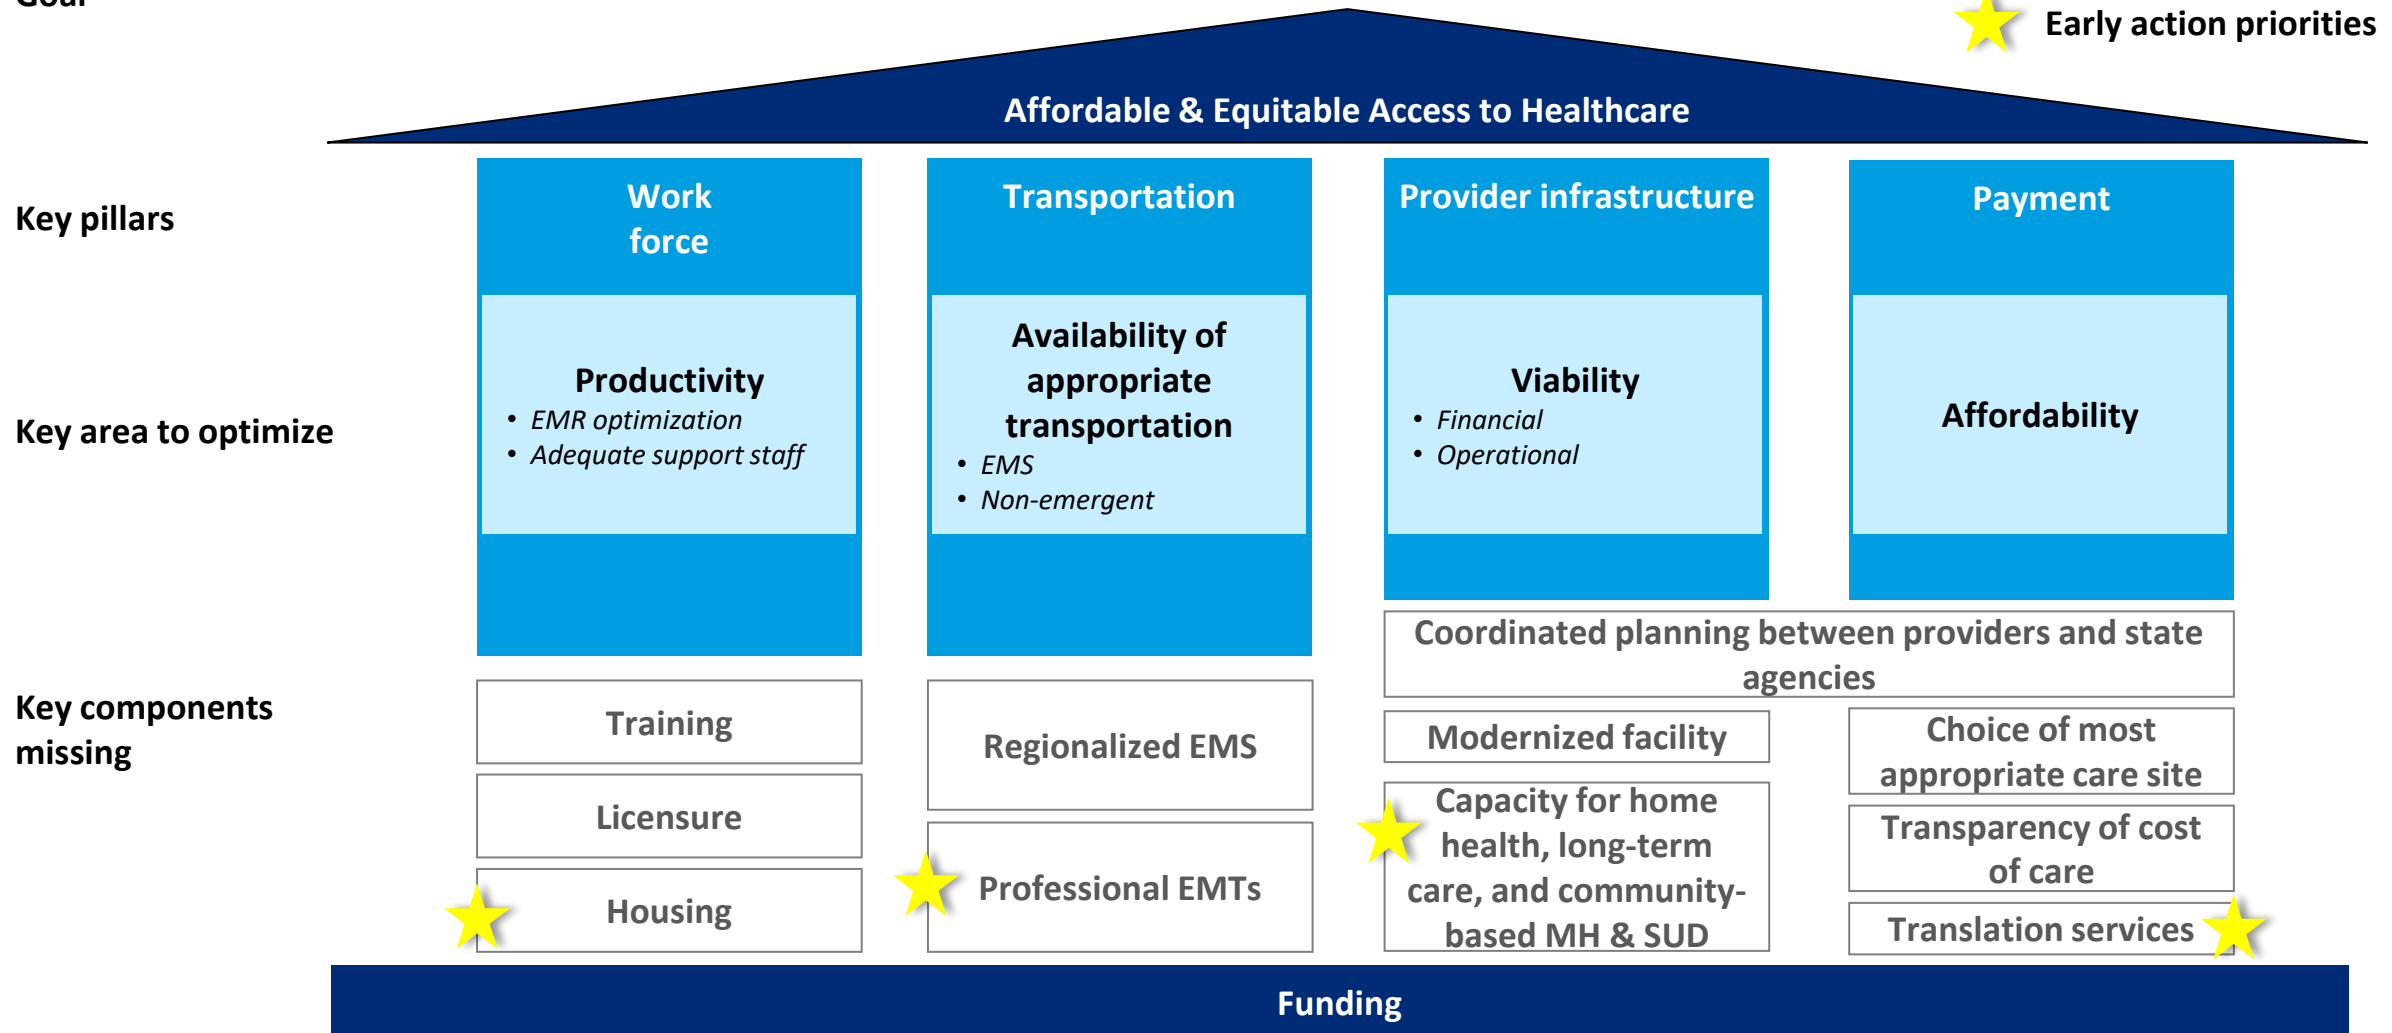 Goal
Early action priorities
Affordable & Equitable Access to Healthcare
Key pillars
Work
force
Transportation
Provider infrastructure
Payment
Key area to optimize
Productivity
• EMR optimization
• Adequate support staff
Availability of
appropriate
transportation
• EMS
• Non-emergent
Viability
• Financial
• Operational
Affordability
Key components
missing
Coordinated planning between providers and state
agencies
Training
Licensure
Housing
Regionalized EMS
Professional EMTs
Modernized facility
Capacity for home
health, long-term
care, and community-
based MH & SUD
Choice of most
appropriate care site
Transparency of cost
of care
Translation services
Funding